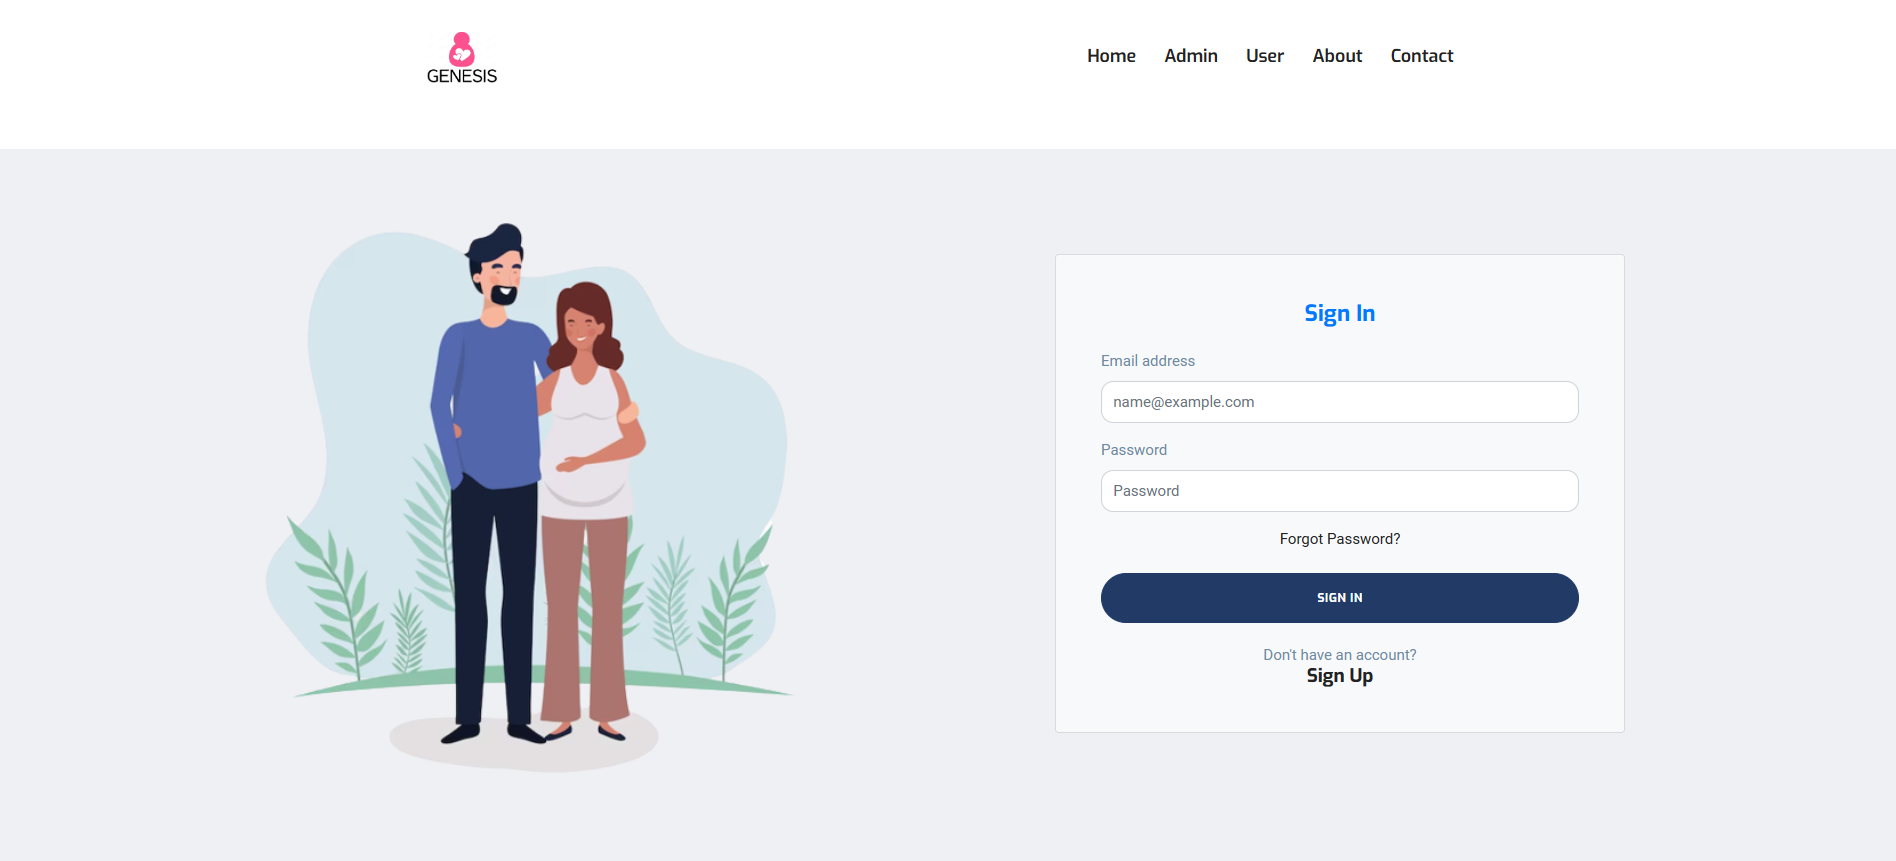 GENESIS
Home Admin User About Contact
Sign In
Email address
name@example.com
Password
Password
Forgot Password?
SIGN IN
Don't have an account?
Sign Up